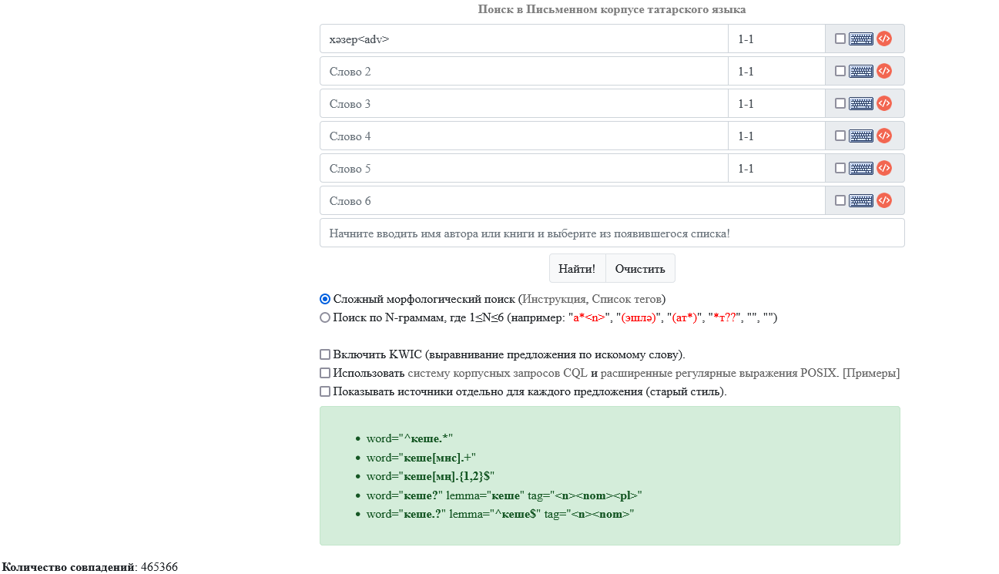 Поиск в Письменном корпусе татарского языка
хәзер<adv> 1-1
Слово 2 1-1
Слово 3 1-1
Слово 4 1-1
Слово 5 1-1
Слово 6
Начните вводить имя автора или книги и выберите из появившегося списка!
Найти! Очистить
Сложный морфологический поиск (Инструкция, Список тегов)
Поиск по N-граммам, где 1≤N≤6 (например: "а*<n>", "(эшлә)", "(ат*)", "*т??", "", "")
Включить KWIC (выравнивание предложения по искомому слову).
Использовать систему корпусных запросов CQL и расширенные регулярные выражения POSIX. [Примеры]
Показывать источники отдельно для каждого предложения (старый стиль).
• word="^кеше.*"
• word="кеше[мнс].+"
• word="кеше[мн].{1,2}$"
• word="кеше?" lemma="кеше" tag="<n><nom><pl>"
• word="кеше.?" lemma="^кеше$" tag="<n><nom>"
Количество совпадений: 465366